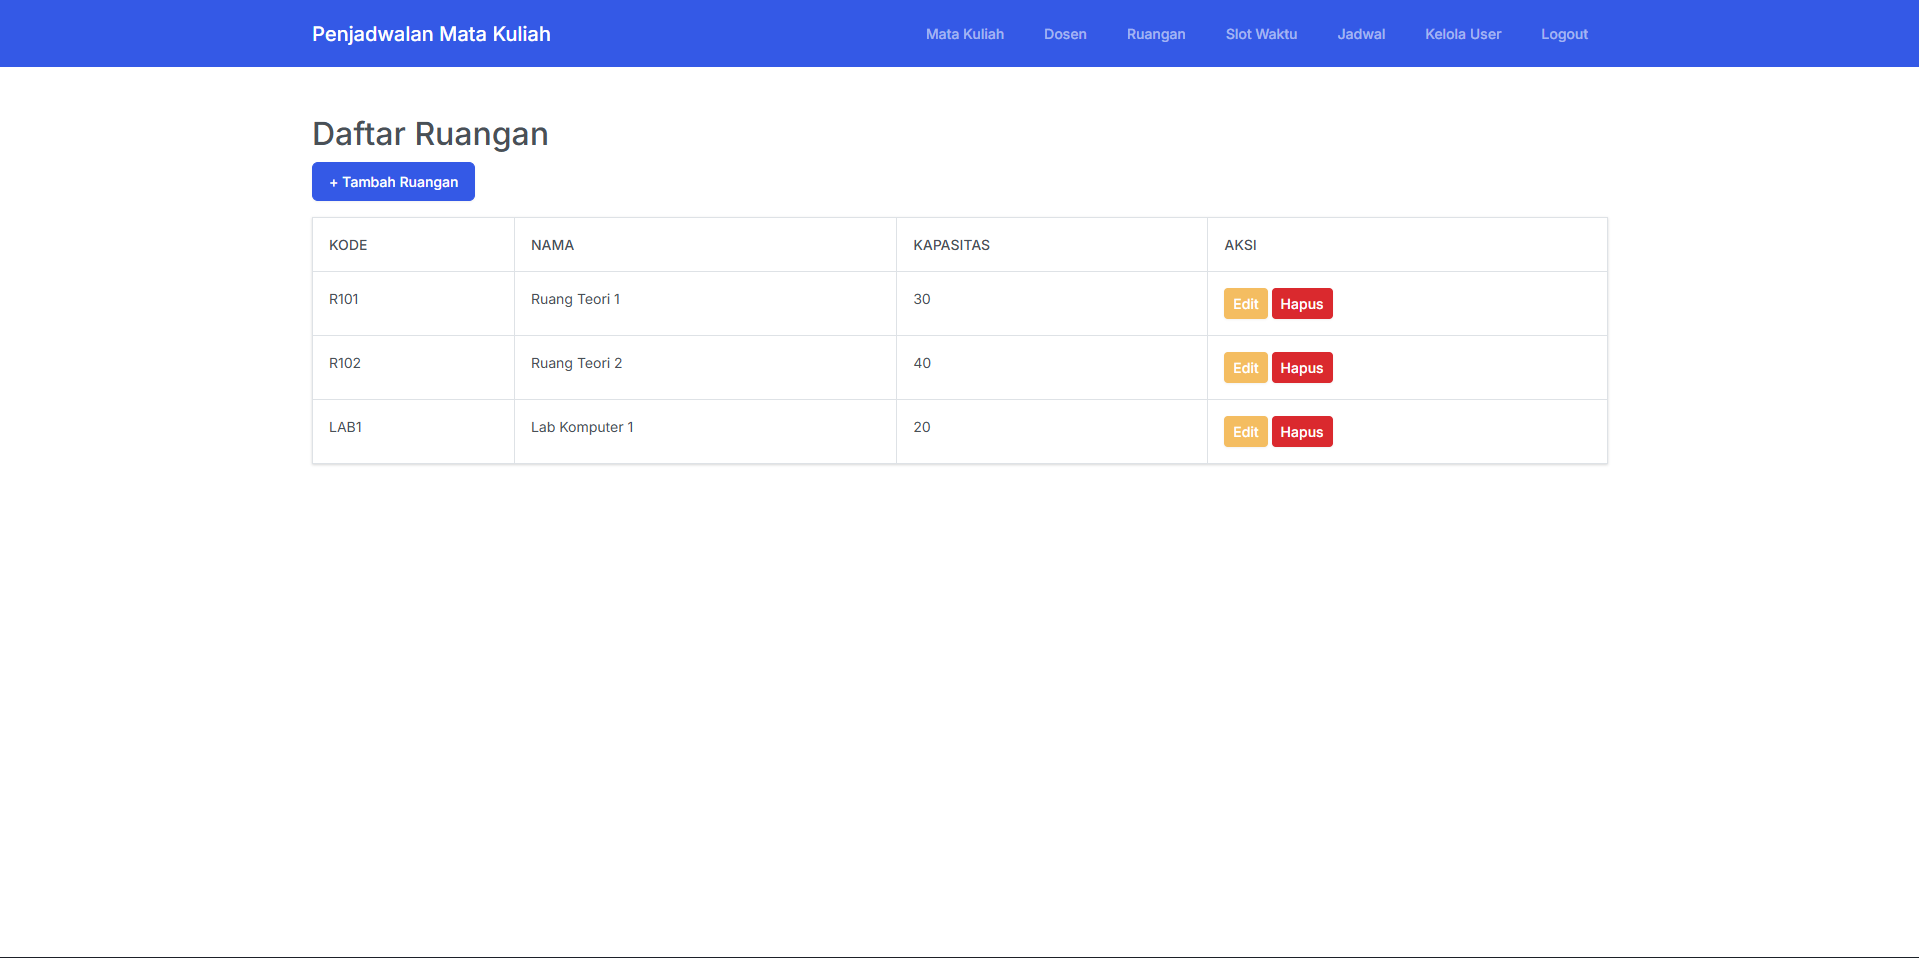 Penjadwalan Mata Kuliah Mata Kuliah Dosen Ruangan Slot Waktu Jadwal Kelola User Logout
Daftar Ruangan
+ Tambah Ruangan
KODE NAMA KAPASITAS AKSI
R101 Ruang Teori 1 30 Edit Hapus
R102 Ruang Teori 2 40 Edit Hapus
LAB1 Lab Komputer 1 20 Edit Hapus